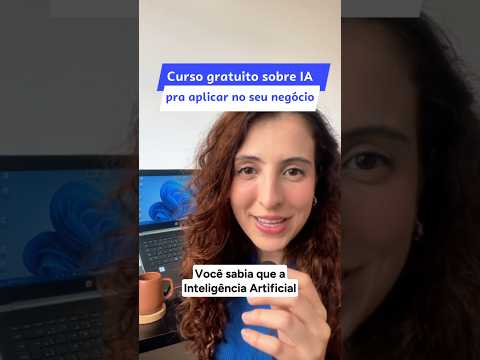 Curso gratuito sobre IA
pra aplicar no seu negócio
Você sabia que a
Inteligência Artificial